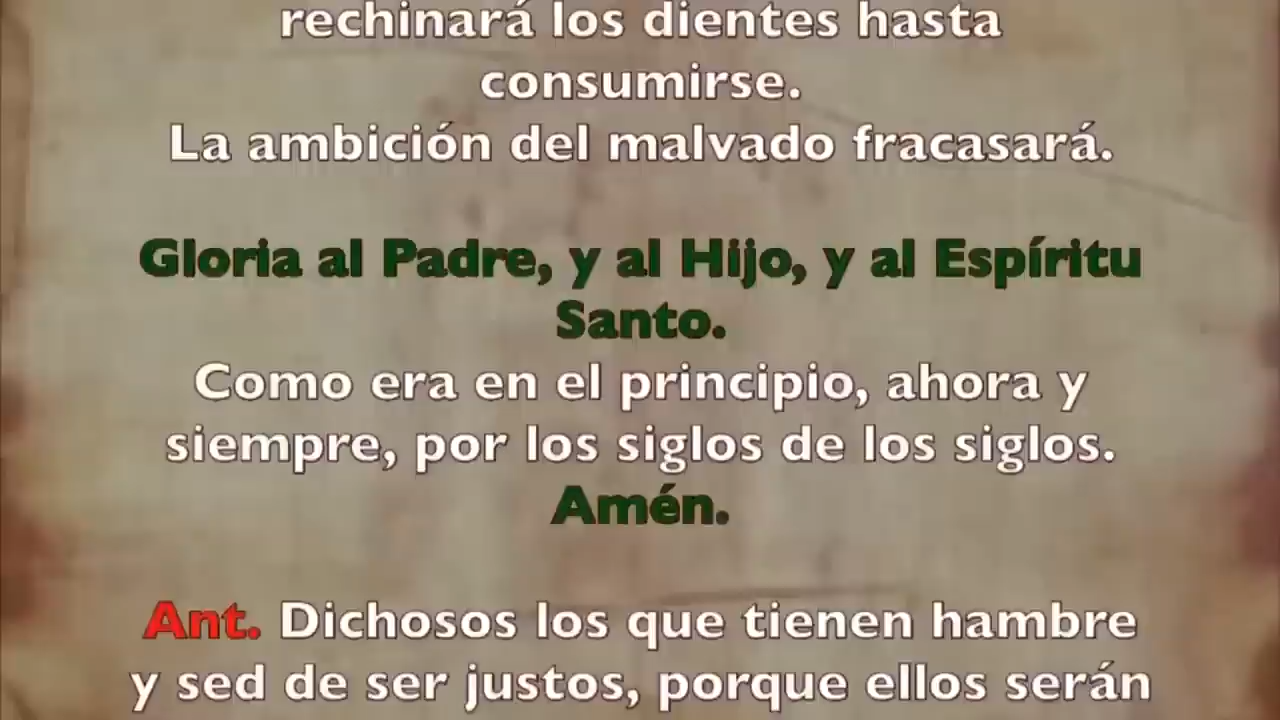 rechinará los dientes hasta
consumirse.
La ambición del malvado fracasará.
Gloria al Padre, y al Hijo, y al Espíritu
Santo.
Como era en el principio, ahora y
siempre, por los siglos de los siglos.
Amén.
Ant. Dichosos los que tienen hambre
y sed de ser justos, porque ellos serán